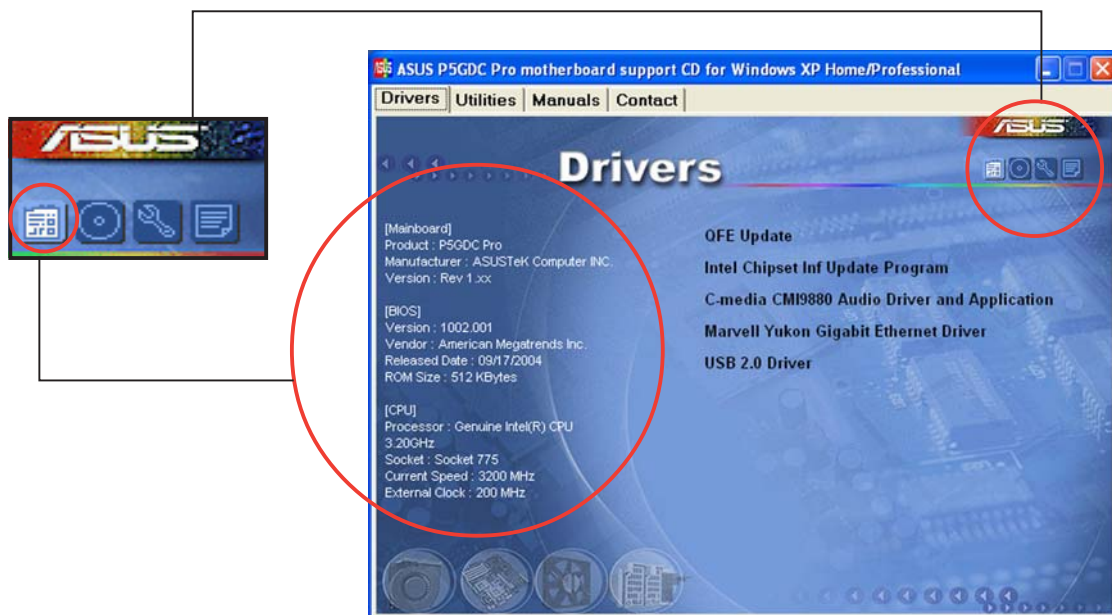 ASUS P5GDC Pro motherboard support CD for Windows XP Home/Professional
Drivers Utilities Manuals Contact
ASUS
ASUS
Drivers
[Mainboard]
Product : P5GDC Pro
Manufacturer : ASUSTeK Computer INC.
Version : Rev 1.xx
[BIOS]
Version : 1002.001
Vendor : American Megatrends Inc.
Released Date : 09/17/2004
ROM Size : 512 KBytes
[CPU]
Processor : Genuine Intel(R) CPU
3.20GHz
Socket : Socket 775
Current Speed : 3200 MHz
External Clock : 200 MHz
QFE Update
Intel Chipset Inf Update Program
C-media CMI9880 Audio Driver and Application
Marvell Yukon Gigabit Ethernet Driver
USB 2.0 Driver